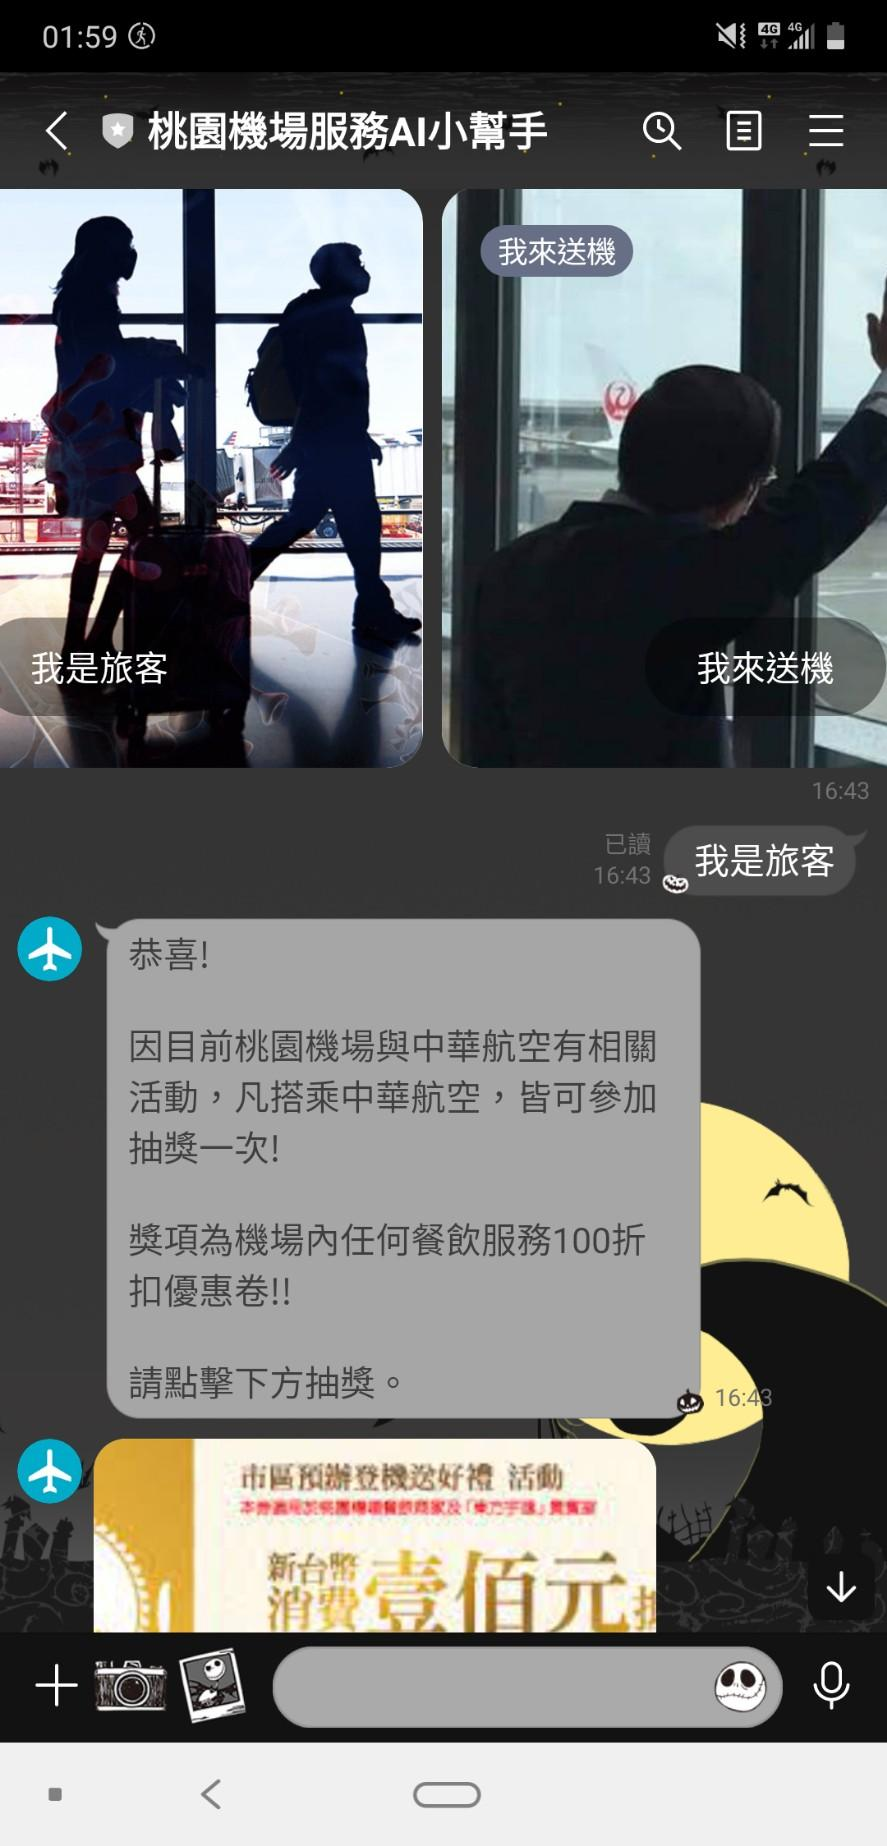 01:59
4G
4G
桃園機場服務AI小幫手
我來送機
我是旅客
我來送機
16:43
已讀
16:43
我是旅客
恭喜!
因目前桃園機場與中華航空有相關
活動，凡搭乘中華航空，皆可參加
抽獎一次!
獎項為機場內任何餐飲服務100折
扣優惠卷!!
請點擊下方抽獎。
16:43
市區預辦登機送好禮 活動
新台幣
消費壹佰元